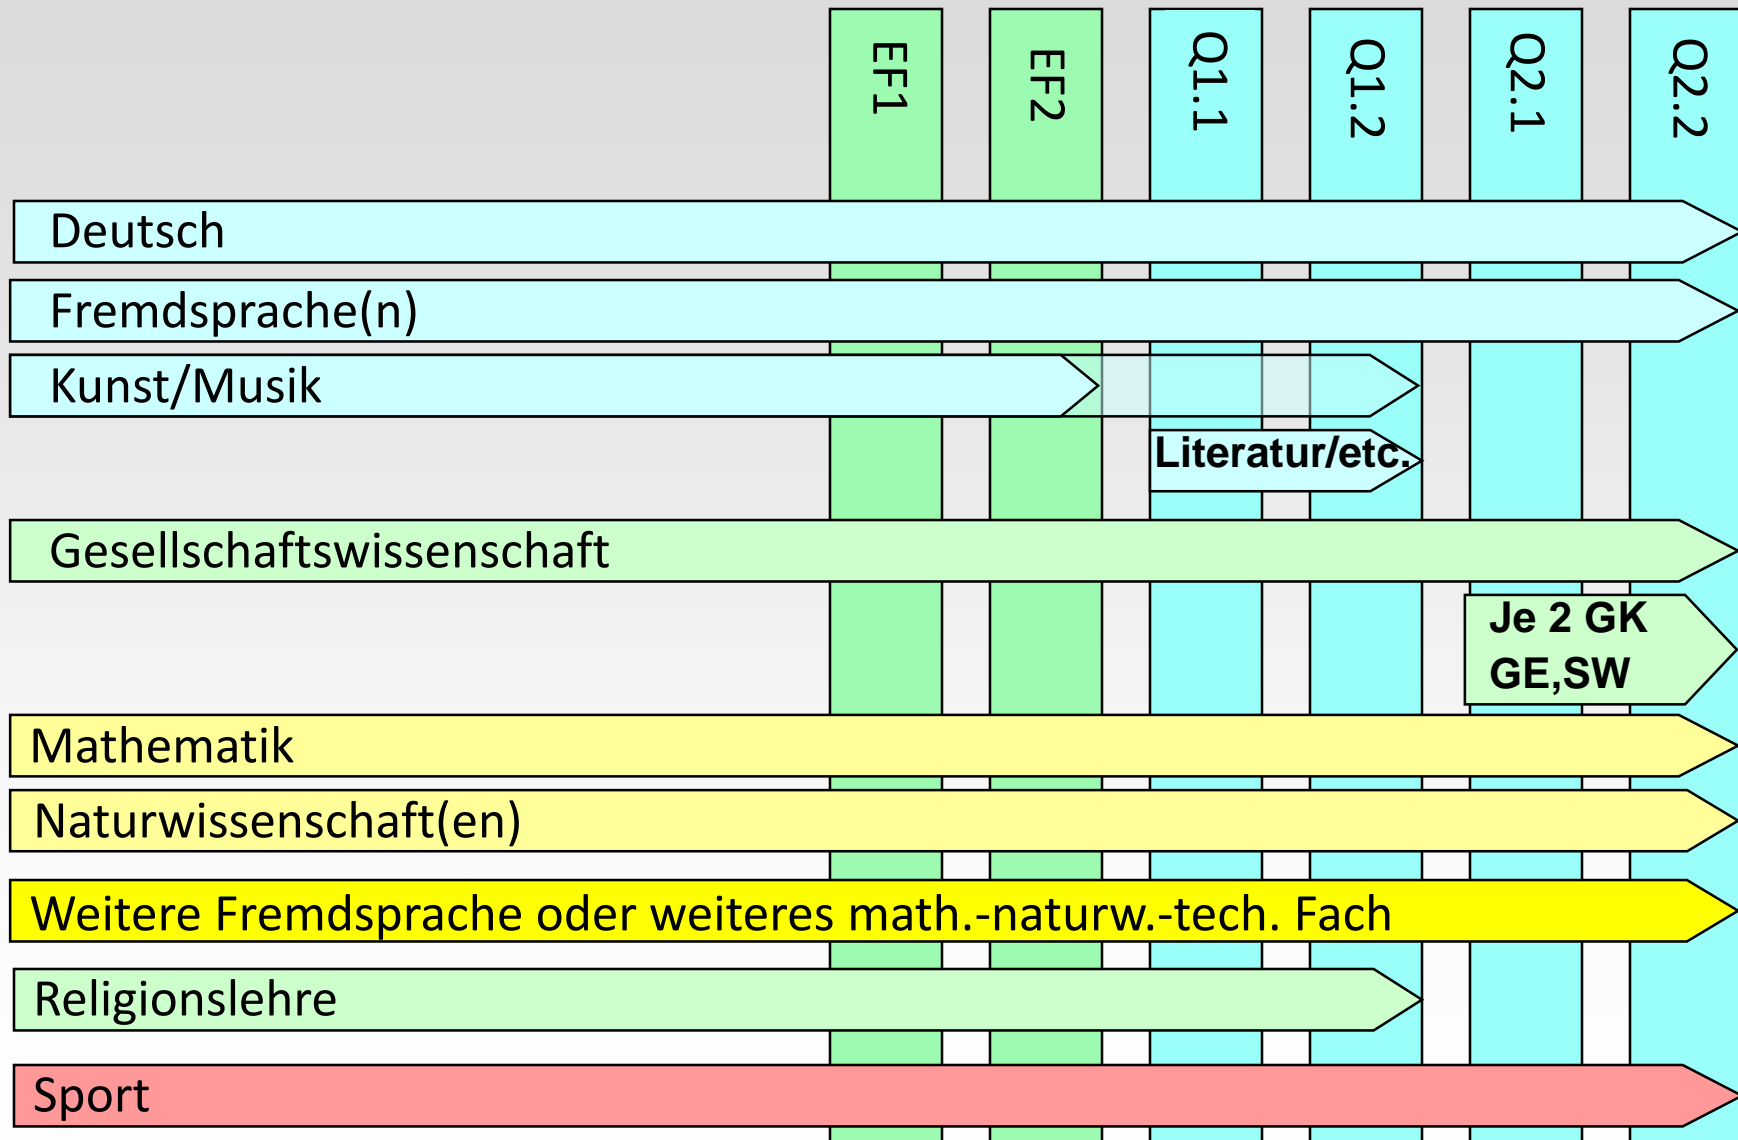 EF1
EF2
Q1.1
Q1.2
Q2.1
Q2.2
Deutsch
Fremdsprache(n)
Kunst/Musik
Literatur/etc.
Gesellschaftswissenschaft
Je 2 GK
GE,SW
Mathematik
Naturwissenschaft(en)
Weitere Fremdsprache oder weiteres math.-naturw.-tech. Fach
Religionslehre
Sport